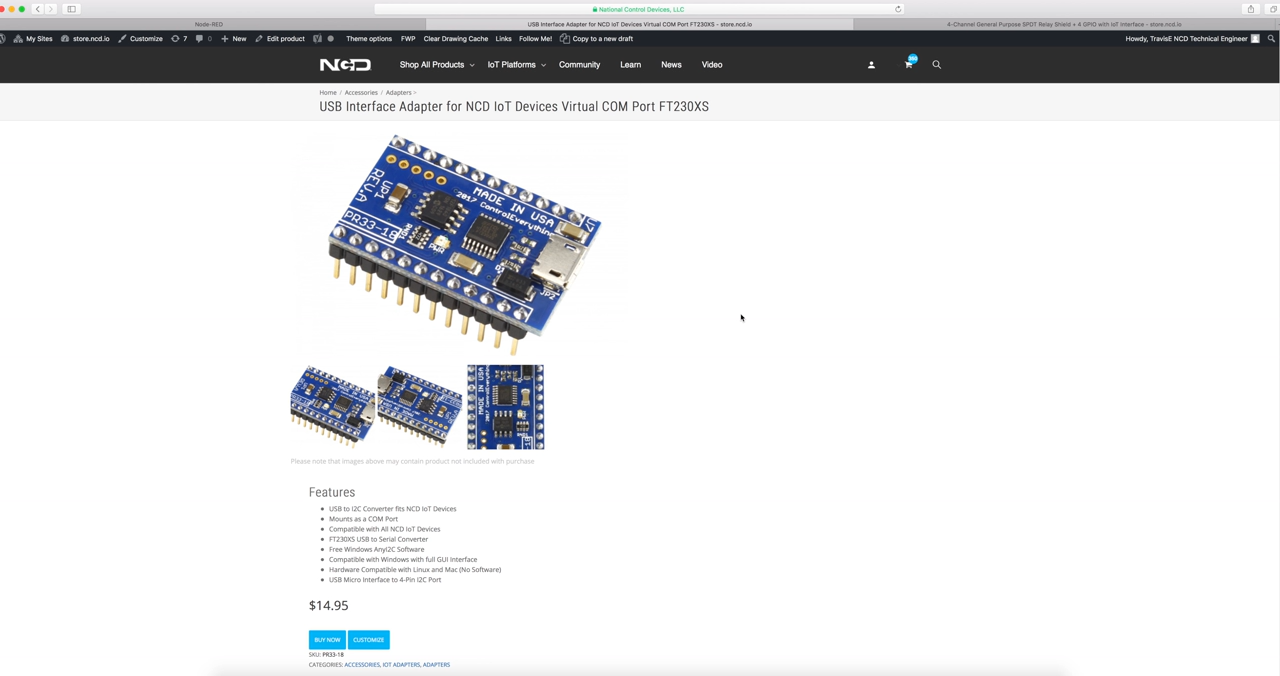 National Control Devices, LLC
Node-RED
USB Interface Adapter for NCD IoT Devices Virtual COM Port FT230XS - store.ncd.io
4-Channel General Purpose SPDT Relay Shield + 4 GPIO with IoT Interface - store.ncd.io
My Sites store.ncd.io Customize 7 0 New Edit product Theme options FWP Clear Drawing Cache Links Follow Me! Copy to a new draft Howdy, TravisE NCD Technical Engineer
NCD Shop All Products IoT Platforms Community Learn News Video
Home / Accessories / Adapters >
USB Interface Adapter for NCD IoT Devices Virtual COM Port FT230XS
MADE IN USA
2017 ControlEverything
UP1
REV.A
PR33-18
PWR
JP2
Please note that images above may contain product not included with purchase
Features
USB to I2C Converter fits NCD IoT Devices
Mounts as a COM Port
Compatible with All NCD IoT Devices
FT230XS USB to Serial Converter
Free Windows AnyI2C Software
Compatible with Windows with full GUI Interface
Hardware Compatible with Linux and Mac (No Software)
USB Micro Interface to 4-Pin I2C Port
$14.95
BUY NOW CUSTOMIZE
SKU: PR33-18
CATEGORIES: ACCESSORIES, IOT ADAPTERS, ADAPTERS